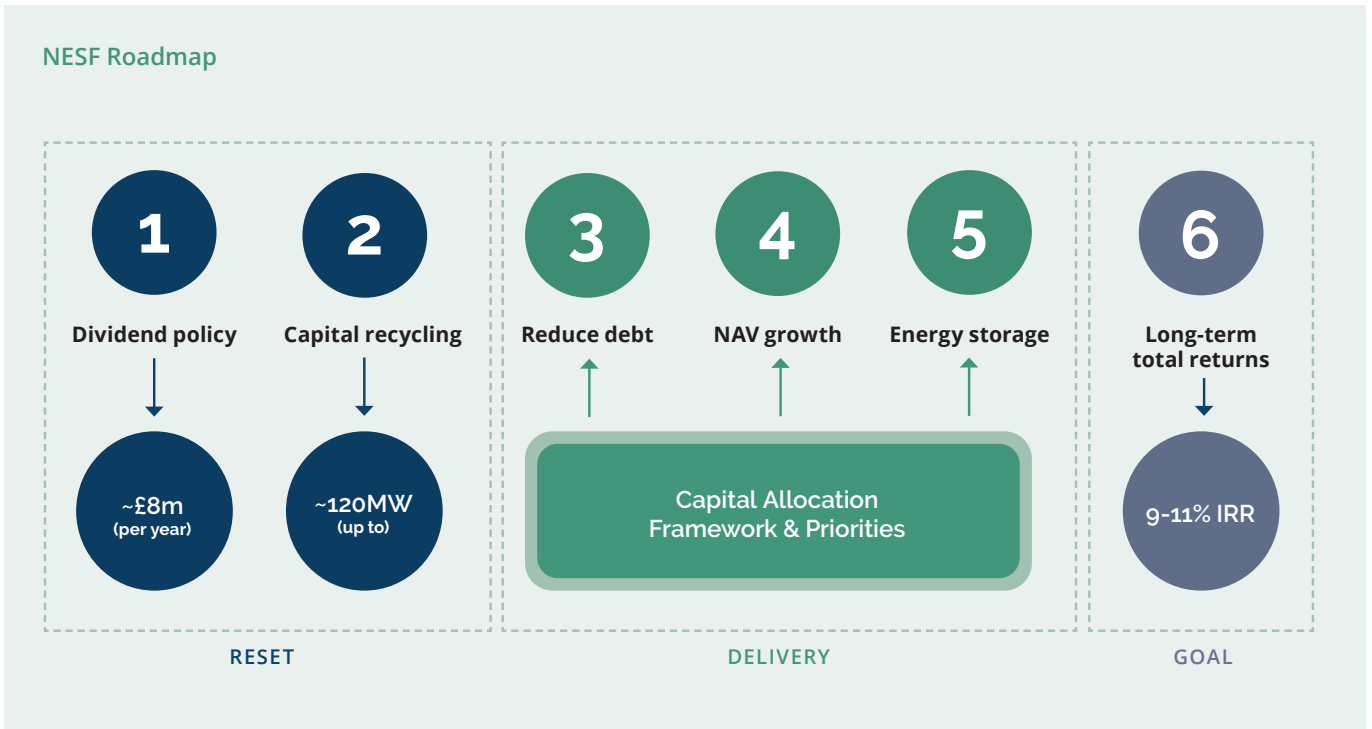 NESF Roadmap
1
2
3
4
5
6
Dividend policy
Capital recycling
Reduce debt
NAV growth
Energy storage
Long-term
total returns
~£8m
(per year)
~120MW
(up to)
Capital Allocation
Framework & Priorities
9-11% IRR
RESET
DELIVERY
GOAL